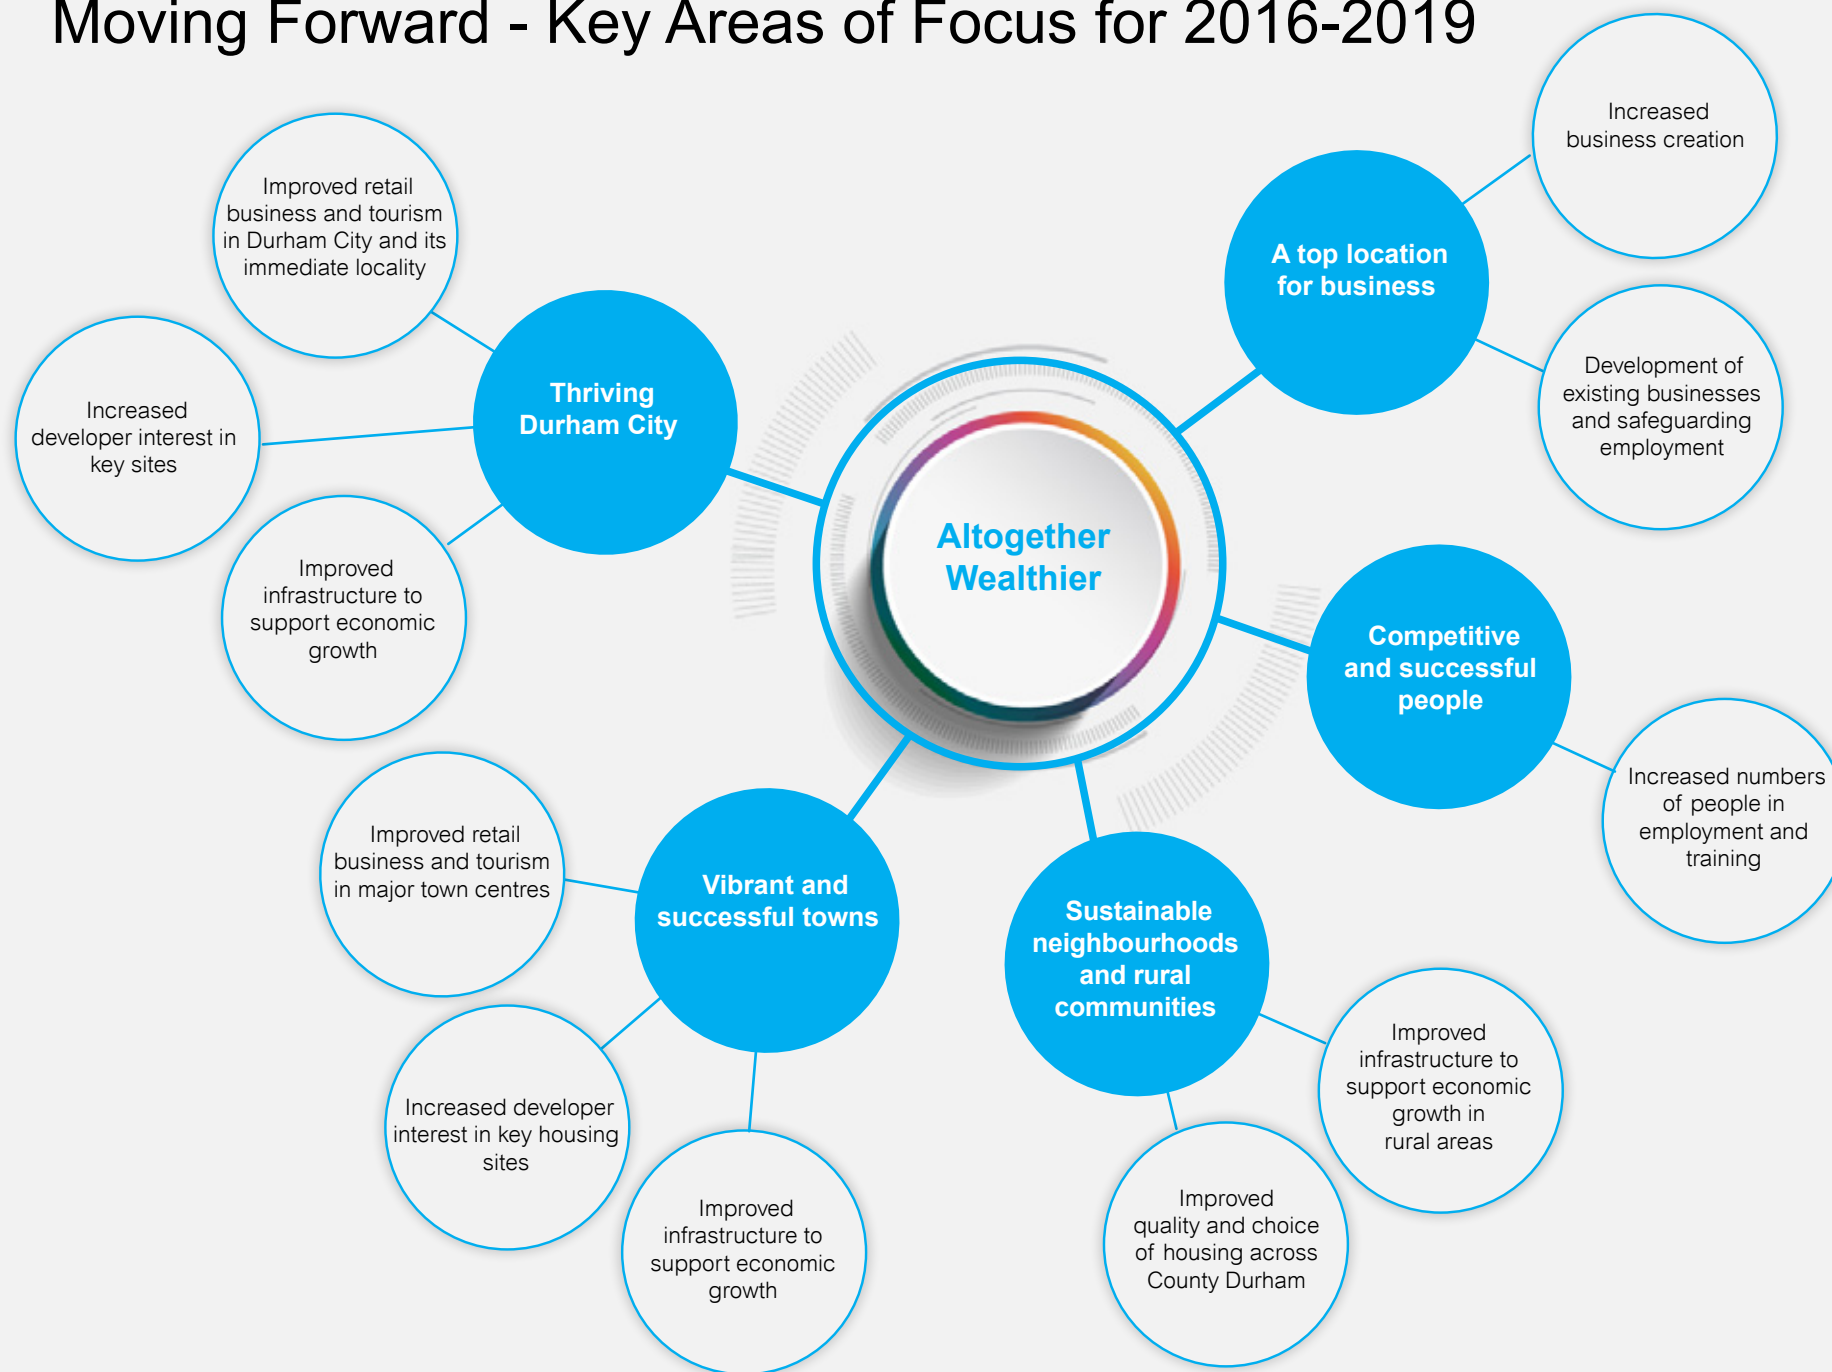 Moving Forward - Key Areas of Focus for 2016-2019
Increased
business creation
Improved retail
business and tourism
in Durham City and its
immediate locality
A top location
for business
Development of
existing businesses
and safeguarding
employment
Thriving
Durham City
Increased
developer interest in
key sites
Improved
infrastructure to
support economic
growth
Altogether
Wealthier
Competitive
and successful
people
Increased numbers
of people in
employment and
training
Improved retail
business and tourism
in major town centres
Vibrant and
successful towns
Sustainable
neighbourhoods
and rural
communities
Increased developer
interest in key housing
sites
Improved
infrastructure to
support economic
growth
Improved
infrastructure to
support economic
growth in
rural areas
Improved
quality and choice
of housing across
County Durham